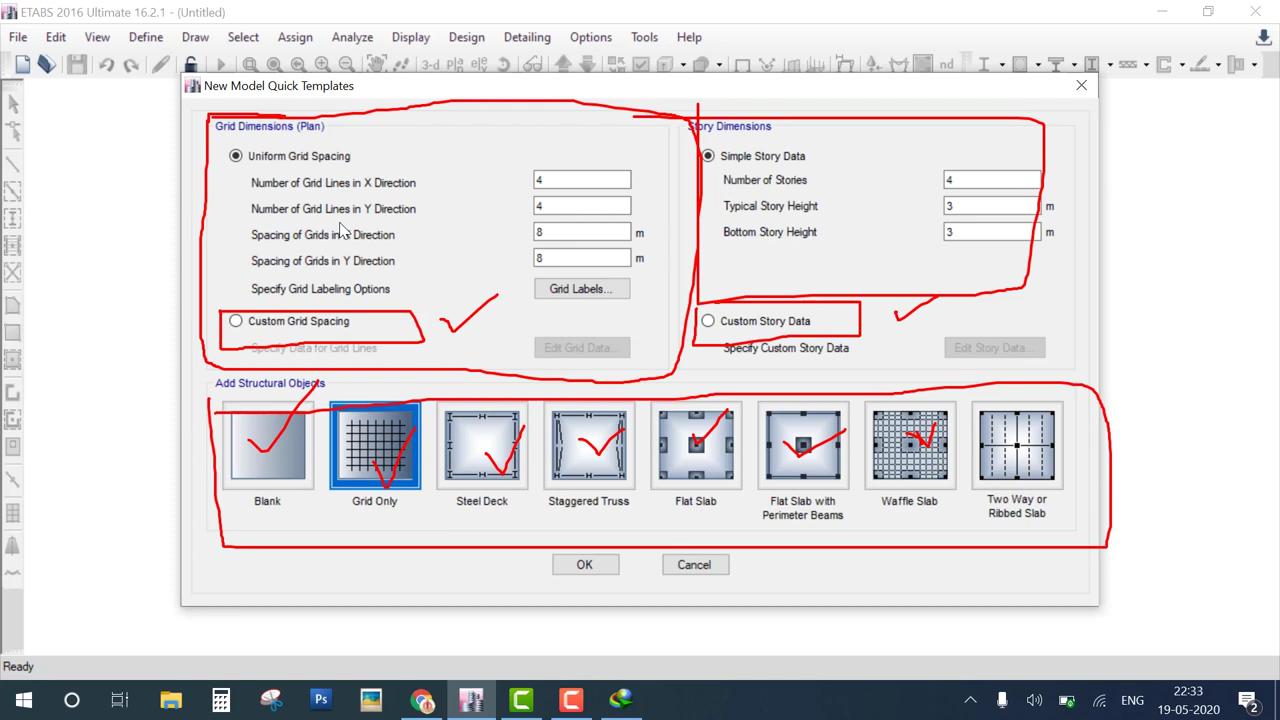 ETABS 2016 Ultimate 16.2.1 - (Untitled)
File Edit View Define Draw Select Assign Analyze Display Design Detailing Options Tools Help
3-d Pla ele nd
New Model Quick Templates
Grid Dimensions (Plan)
Uniform Grid Spacing
Number of Grid Lines in X Direction 4
Number of Grid Lines in Y Direction 4
Spacing of Grids in Direction 8 m
Spacing of Grids in Y Direction 8 m
Specify Grid Labeling Options Grid Labels...
Custom Grid Spacing
Specify Data for Grid Lines Edit Grid Data...
Story Dimensions
Simple Story Data
Number of Stories 4
Typical Story Height 3 m
Bottom Story Height 3 m
Custom Story Data
Specify Custom Story Data Edit Story Data...
Add Structural Objects
Blank
Grid Only
Steel Deck
Staggered Truss
Flat Slab
Flat Slab with
Perimeter Beams
Waffle Slab
Two Way or
Ribbed Slab
OK Cancel
Ready
Ps
ENG
22:33
19-05-2020
2